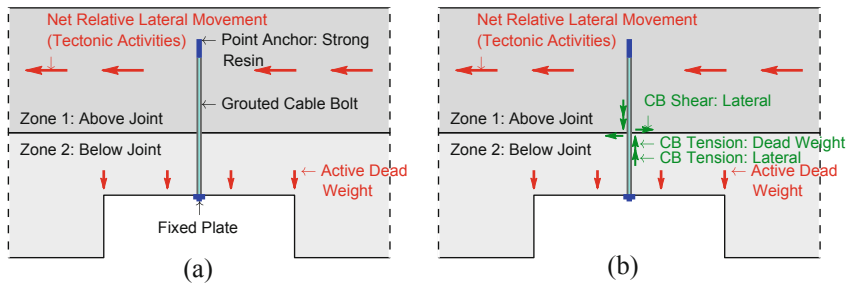 Net Relative Lateral Movement
(Tectonic Activities)
Point Anchor: Strong
Resin
Grouted Cable Bolt
Zone 1: Above Joint
Zone 2: Below Joint
Active Dead
Weight
Fixed Plate
(a)
Net Relative Lateral Movement
(Tectonic Activities)
CB Shear: Lateral
Zone 1: Above Joint
Zone 2: Below Joint
CB Tension: Dead Weight
CB Tension: Lateral
Active Dead
Weight
(b)